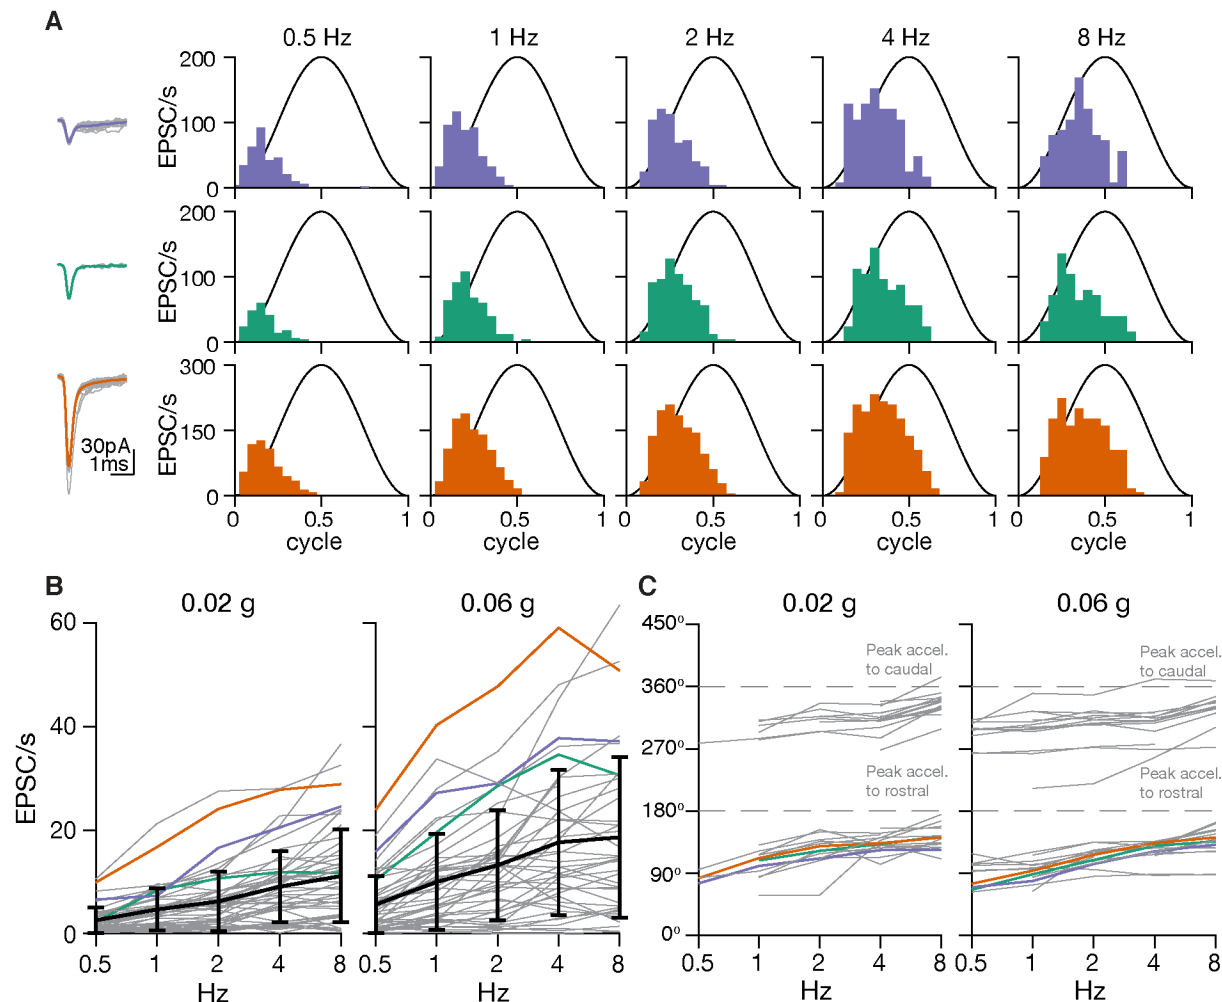 A
0.5 Hz 1 Hz 2 Hz 4 Hz 8 Hz
200
EPSC/s
100
0
200
EPSC/s
100
0
300
EPSC/s
150
0
30pA
1ms
0 0.5 1 0 0.5 1 0 0.5 1 0 0.5 1 0 0.5 1
cycle cycle cycle cycle cycle
B
0.02 g 0.06 g
60
40
EPSC/s
20
0
0.5 1 2 4 8 0.5 1 2 4 8
Hz Hz
C
0.02 g 0.06 g
450º
Peak accel.
to caudal
Peak accel.
to caudal
360º
270º
Peak accel.
to rostral
Peak accel.
to rostral
180º
90º
0º
0.5 1 2 4 8 0.5 1 2 4 8
Hz Hz